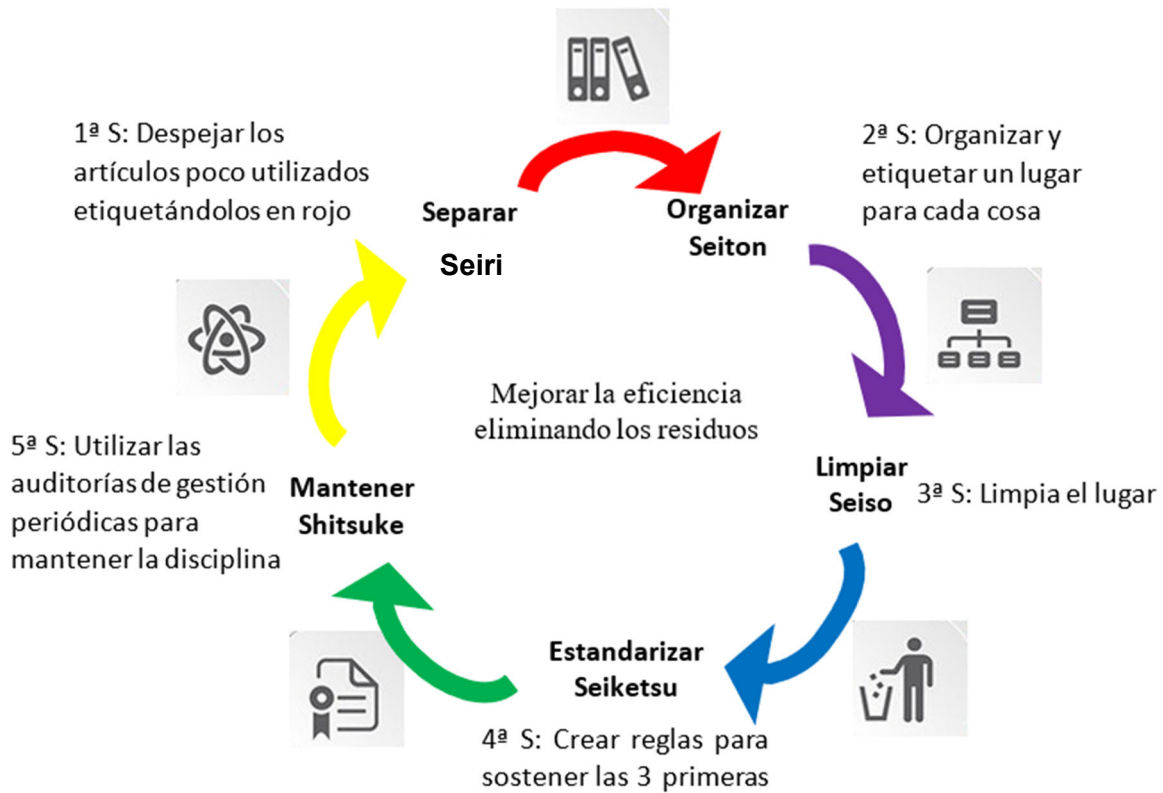 1ª S: Despejar los
artículos poco utilizados
etiquetándolos en rojo
Separar
Seiri
Organizar
Seiton
2ª S: Organizar y
etiquetar un lugar
para cada cosa
Mejorar la eficiencia
eliminando los residuos
Limpiar
Seiso
3ª S: Limpia el lugar
Estandarizar
Seiketsu
4ª S: Crear reglas para
sostener las 3 primeras
Mantener
Shitsuke
5ª S: Utilizar las
auditorías de gestión
periódicas para
mantener la disciplina